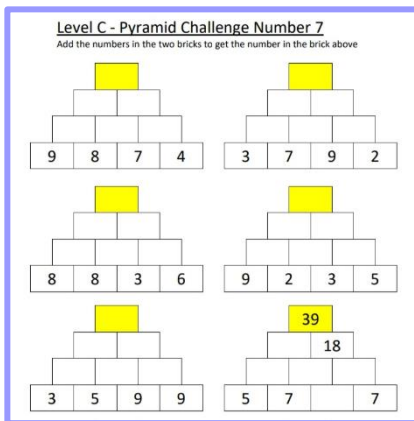 Level C - Pyramid Challenge Number 7
Add the numbers in the two bricks to get the number in the brick above
9 8 7 4 3 7 9 2
8 8 3 6 9 2 3 5
39
18
3 5 9 9 5 7 7